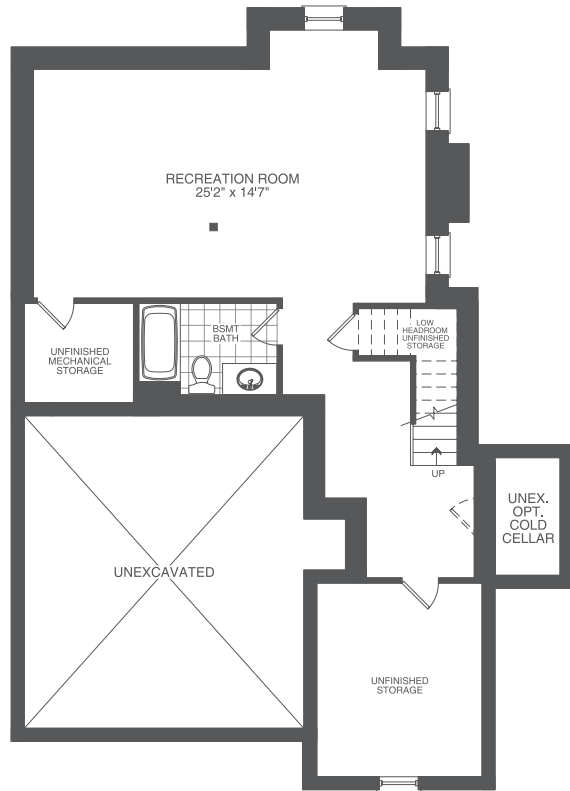 RECREATION ROOM
25'2" x 14'7"
BSMT
BATH
LOW
HEADROOM
UNFINISHED
STORAGE
UNFINISHED
MECHANICAL
STORAGE
UP
UNEX.
OPT.
COLD
CELLAR
UNEXCAVATED
UNFINISHED
STORAGE